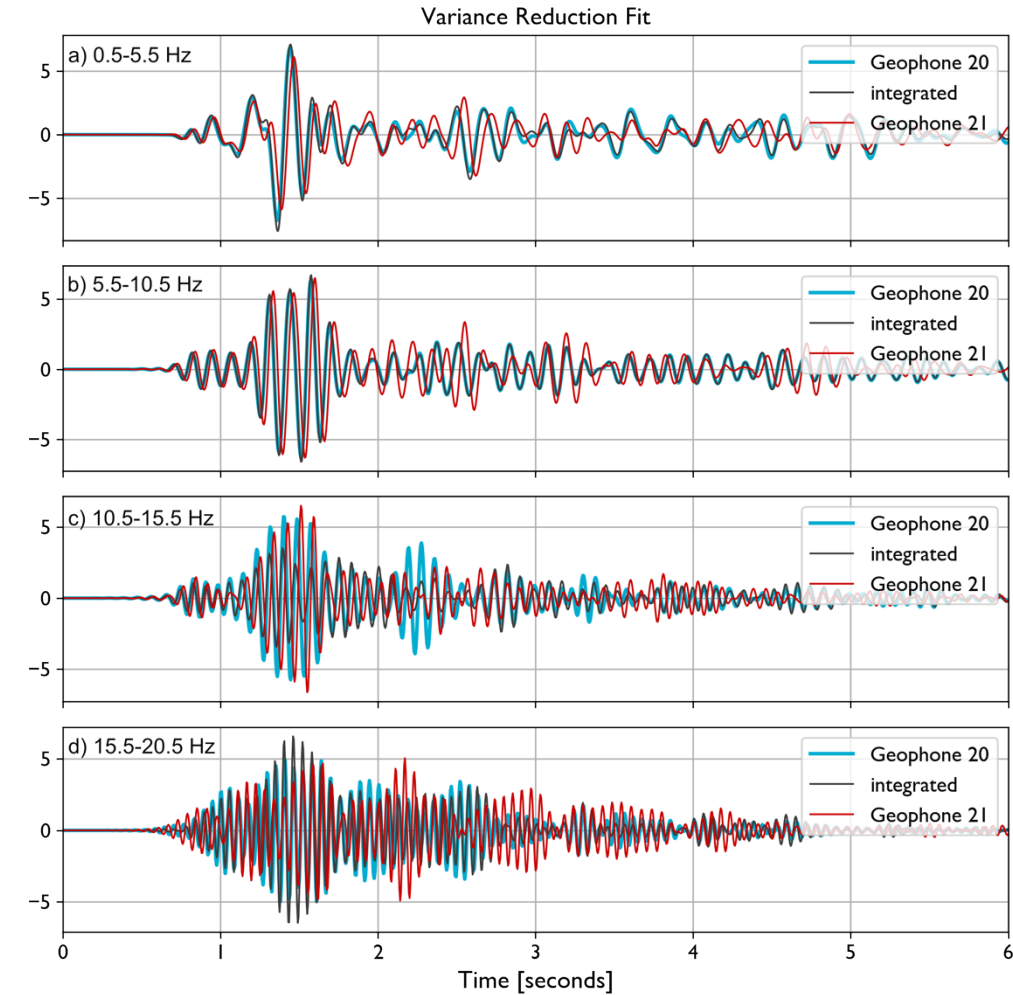 Variance Reduction Fit
a) 0.5-5.5 Hz
Geophone 20
integrated
Geophone 21
5
0
−5
b) 5.5-10.5 Hz
Geophone 20
integrated
Geophone 21
5
0
−5
c) 10.5-15.5 Hz
Geophone 20
integrated
Geophone 21
5
0
−5
d) 15.5-20.5 Hz
Geophone 20
integrated
Geophone 21
5
0
−5
0 1 2 3 4 5 6
Time [seconds]